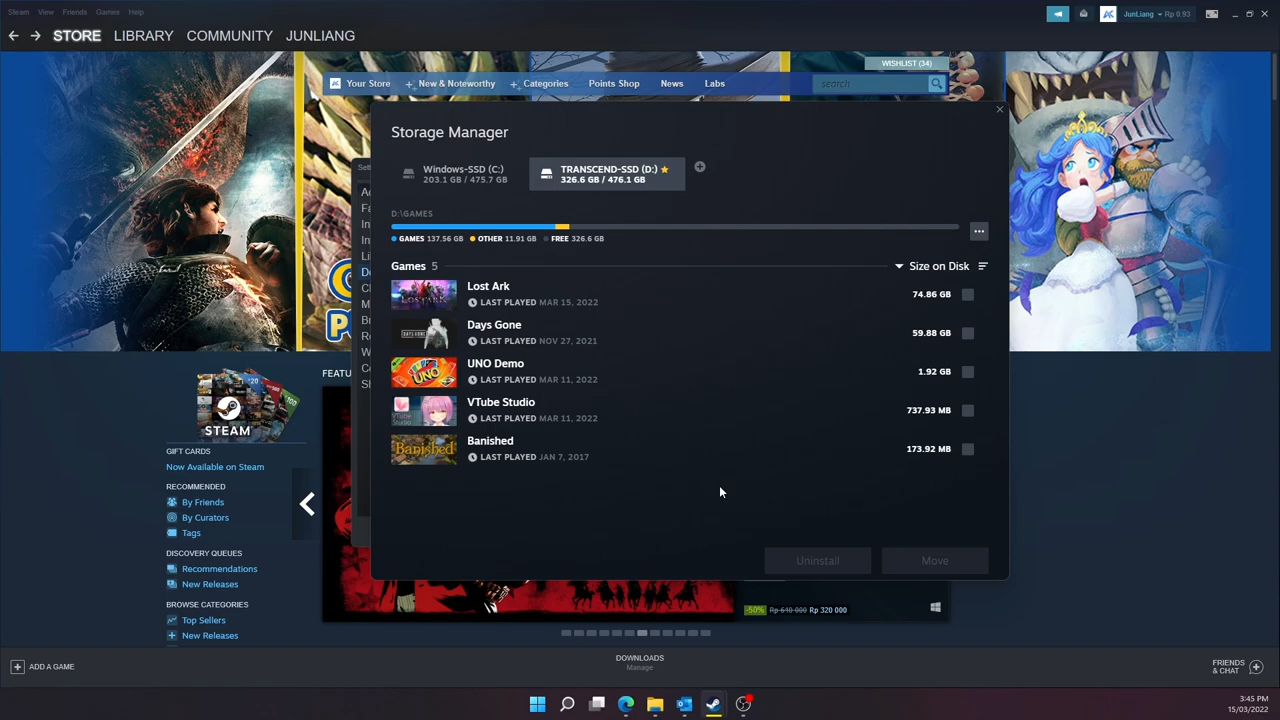 Steam View Friends Games Help
JunLiang Rp 0.93
STORE LIBRARY COMMUNITY JUNLIANG
WISHLIST (34)
Your Store New & Noteworthy Categories Points Shop News Labs
search
Storage Manager
Windows-SSD (C:)
203.1 GB / 475.7 GB
TRANSCEND-SSD (D:)
326.6 GB / 476.1 GB
D:\GAMES
GAMES 137.56 GB OTHER 11.91 GB FREE 326.6 GB
Games 5 Size on Disk
Lost Ark
LAST PLAYED MAR 15, 2022
74.86 GB
Days Gone
LAST PLAYED NOV 27, 2021
59.88 GB
DAYS GONE
UNO Demo
LAST PLAYED MAR 11, 2022
1.92 GB
UNO
VTube Studio
LAST PLAYED MAR 11, 2022
737.93 MB
VTube
Studio
Banished
LAST PLAYED JAN 7, 2017
173.92 MB
Banished
Uninstall Move
FEATU
STEAM
GIFT CARDS
Now Available on Steam
RECOMMENDED
By Friends
By Curators
Tags
DISCOVERY QUEUES
Recommendations
New Releases
BROWSE CATEGORIES
Top Sellers
New Releases
-50% Rp 640 000 Rp 320 000
ADD A GAME
DOWNLOADS
Manage
FRIENDS
& CHAT
3:45 PM
15/03/2022